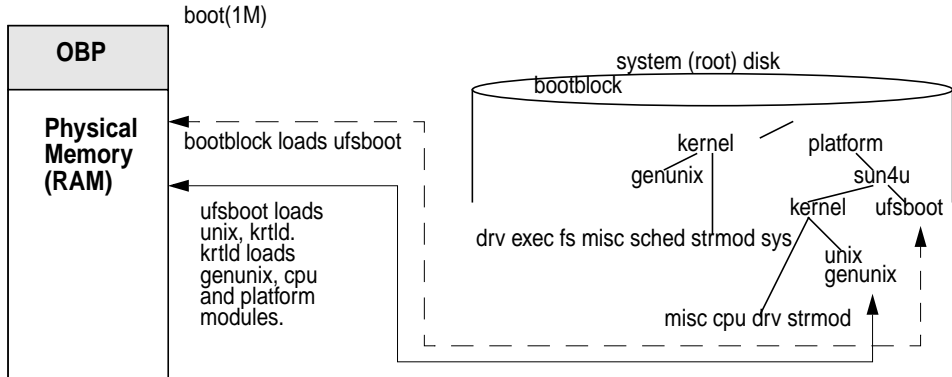 boot(1M)
OBP
Physical
Memory
(RAM)
bootblock loads ufsboot
ufsboot loads
unix, krtld.
krtld loads
genunix, cpu
and platform
modules.
system (root) disk
bootblock
kernel
platform
genunix
sun4u
kernel
ufsboot
drv exec fs misc sched strmod sys
unix
genunix
misc cpu drv strmod